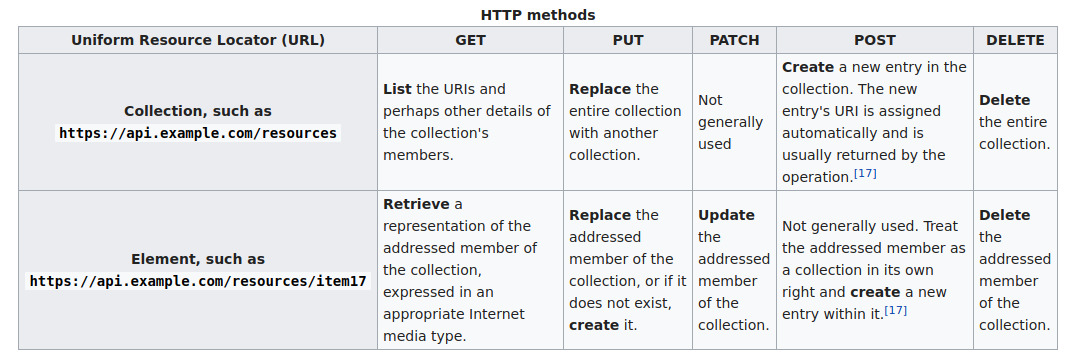 HTTP methods
Uniform Resource Locator (URL) GET PUT PATCH POST DELETE
Collection, such as
https://api.example.com/resources
List the URIs and
perhaps other details of
the collection's
members.
Replace the
entire collection
with another
collection.
Not
generally
used
Create a new entry in the
collection. The new
entry's URI is assigned
automatically and is
usually returned by the
operation.[17]
Delete
the entire
collection.
Element, such as
https://api.example.com/resources/item17
Retrieve a
representation of the
addressed member of
the collection,
expressed in an
appropriate Internet
media type.
Replace the
addressed
member of the
collection, or if it
does not exist,
create it.
Update
the
addressed
member
of the
collection.
Not generally used. Treat
the addressed member as
a collection in its own
right and create a new
entry within it.[17]
Delete
the
addressed
member
of the
collection.